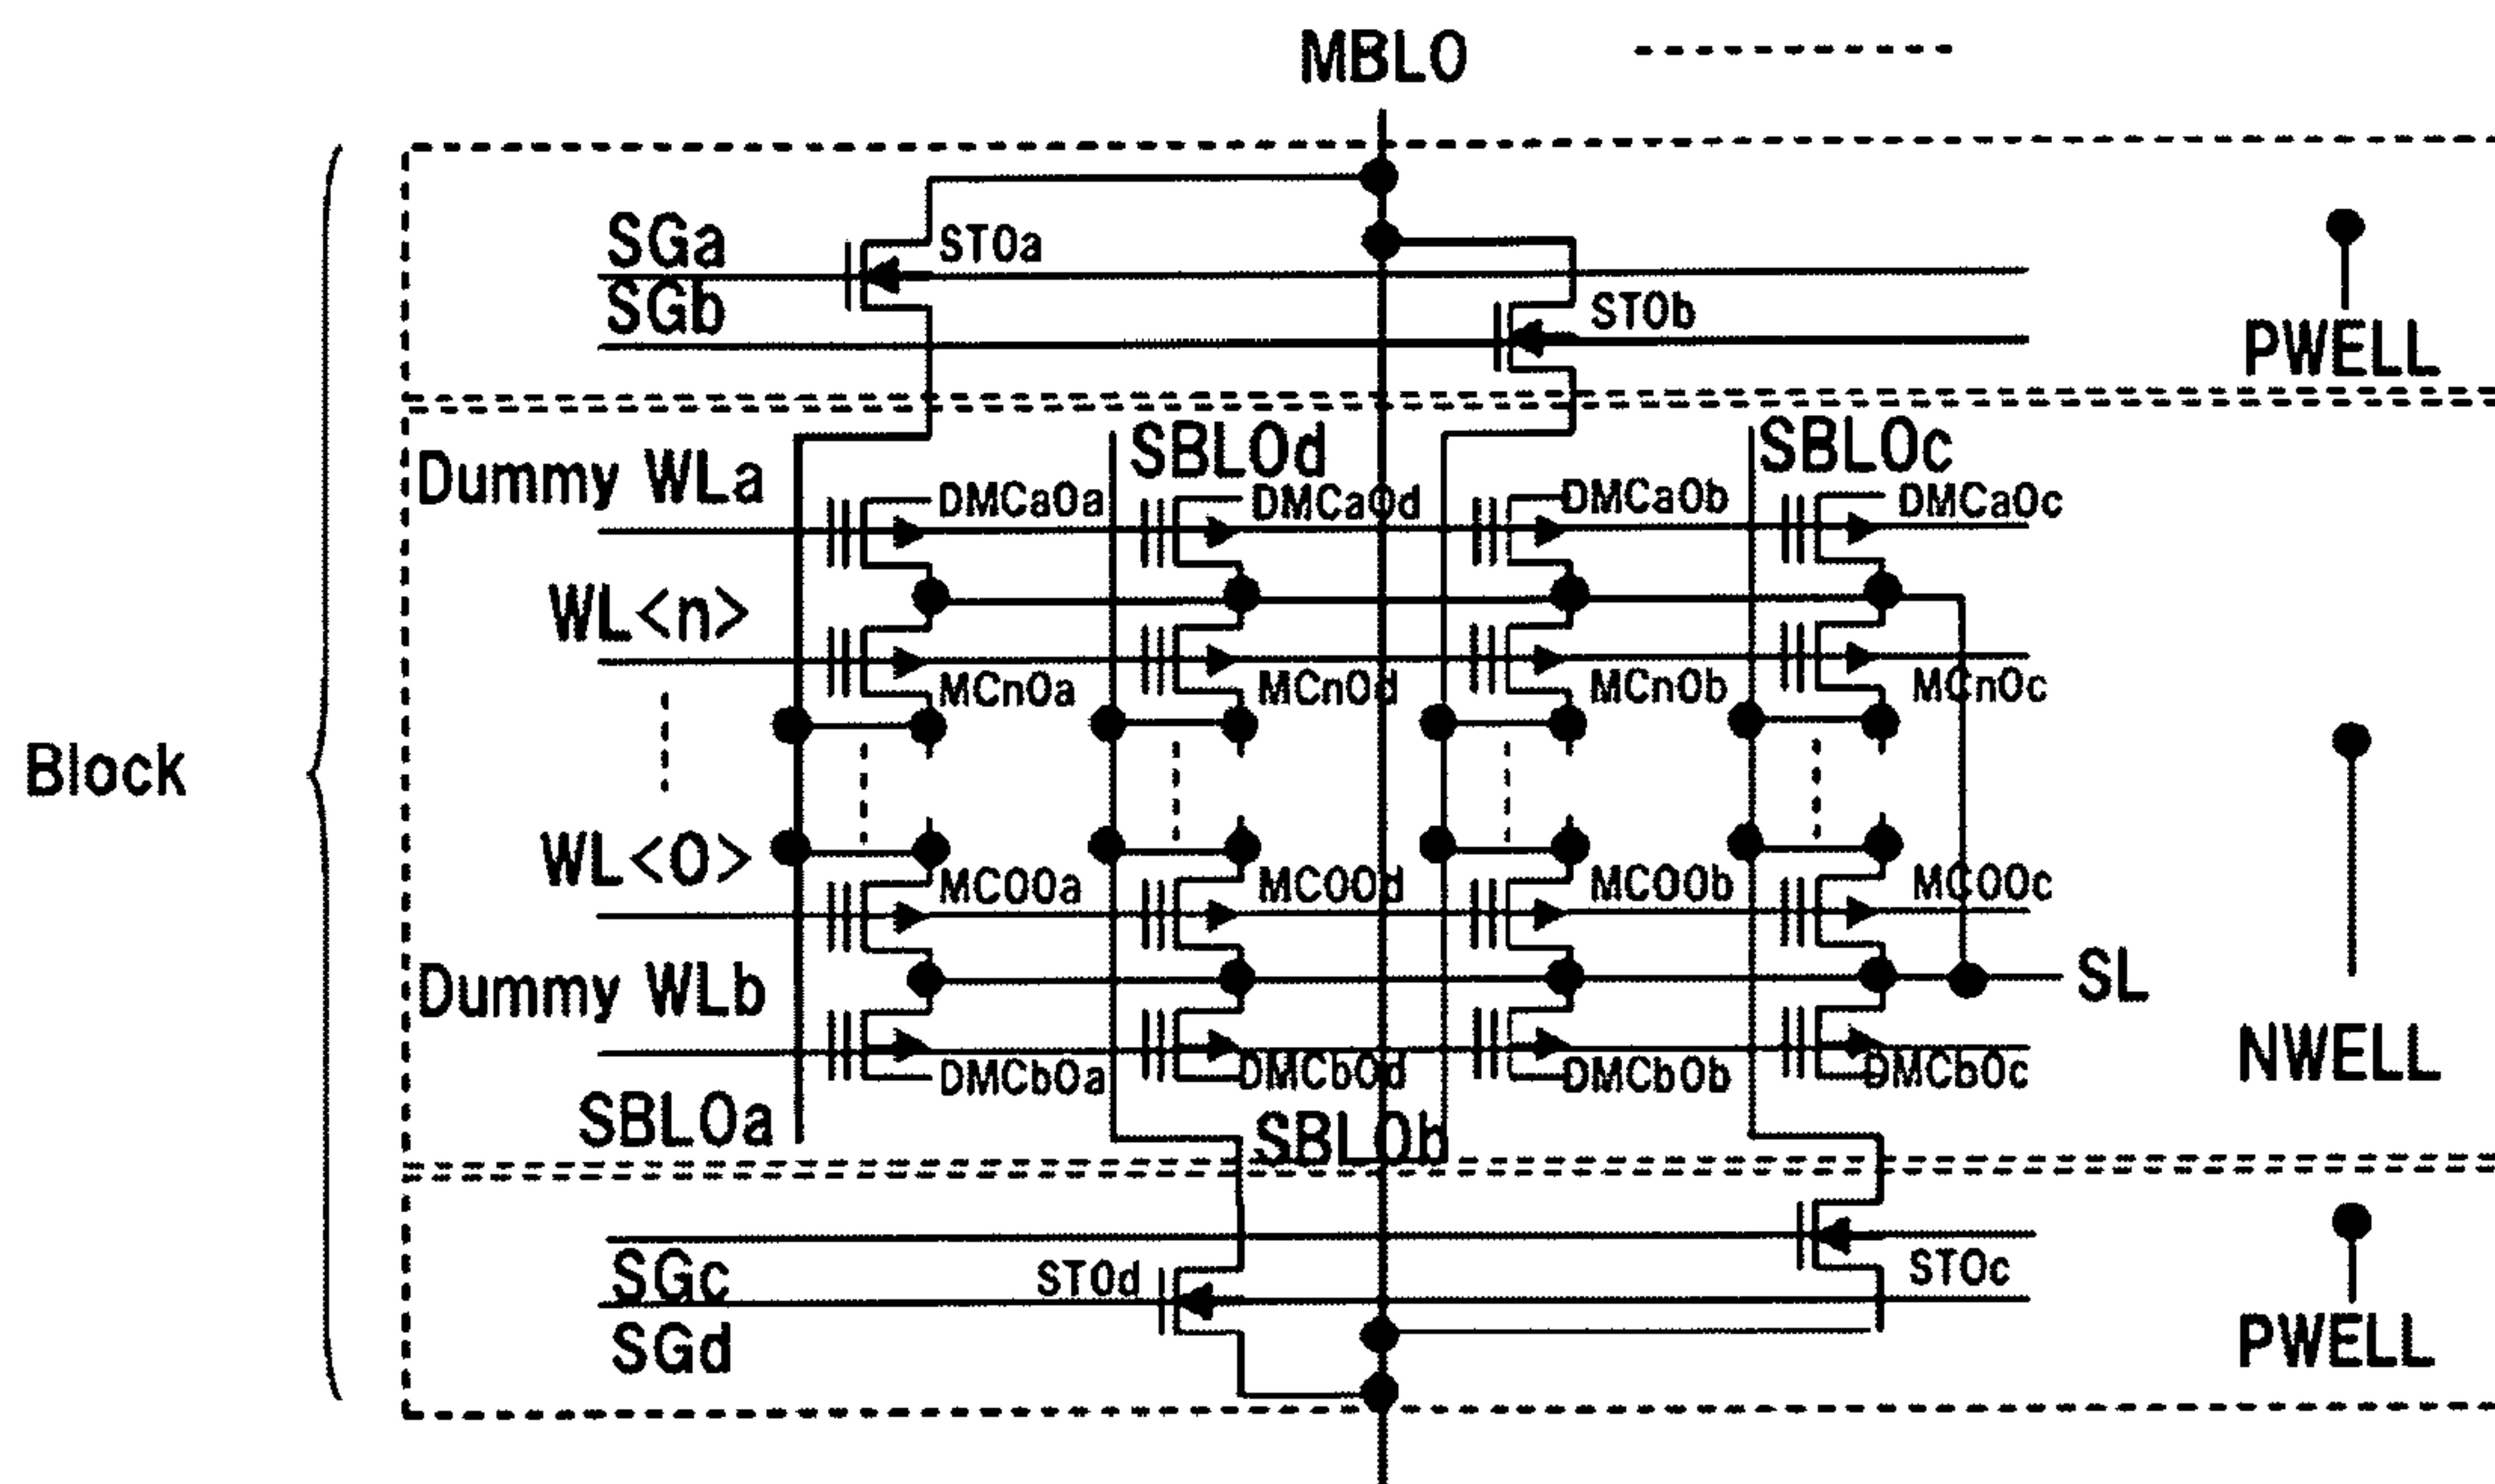 MBL0
SGa
ST0a
SGb
ST0b
PWELL
SBL0d
SBL0c
Dummy WLa
DMCa0a
DMCa0d
DMCa0b
DMCa0c
WL<n>
MCn0a
MCn0d
MCn0b
MCn0c
Block
WL<0>
MC00a
MC00d
MC00b
MC00c
Dummy WLb
SL
NWELL
DMCb0a
DMCb0d
DMCb0b
DMCb0c
SBL0a
SBL0b
SGc
ST0d
ST0c
SGd
PWELL